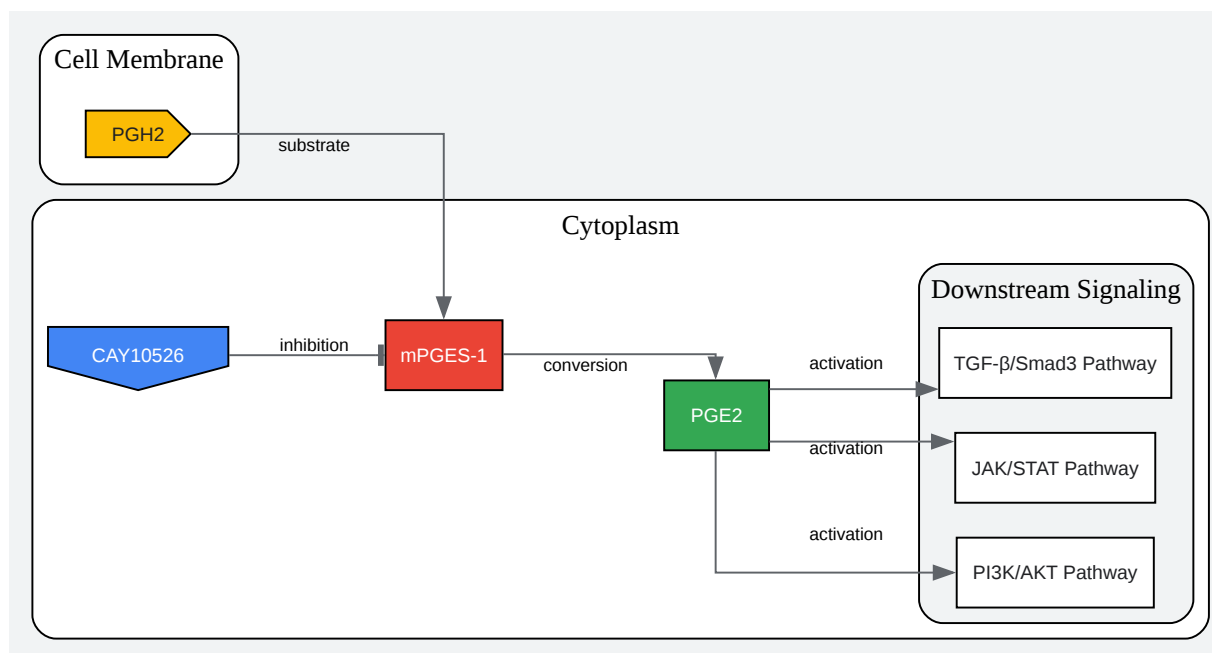 Cell Membrane
PGH2
substrate
Cytoplasm
Downstream Signaling
CAY10526
inhibition
mPGES-1
conversion
PGE2
activation
TGF-β/Smad3 Pathway
activation
JAK/STAT Pathway
activation
PI3K/AKT Pathway